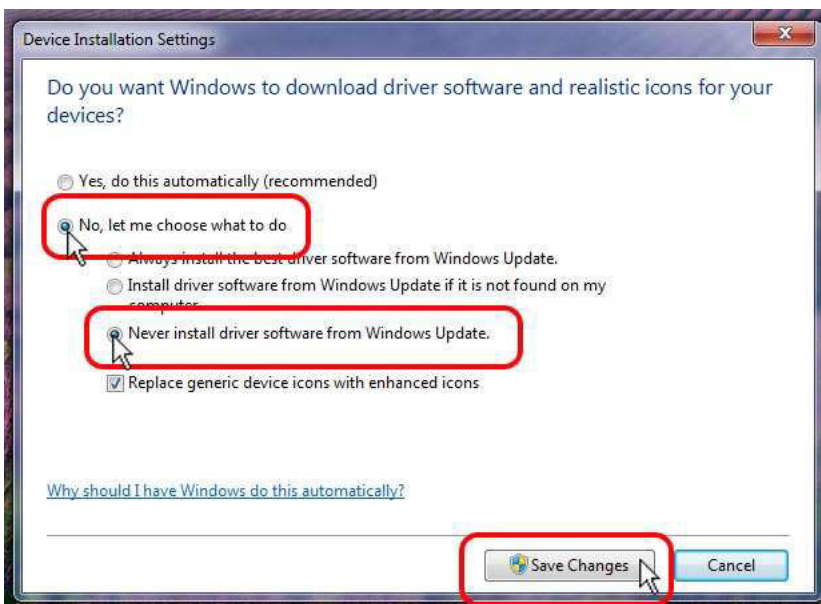 Device Installation Settings
Do you want Windows to download driver software and realistic icons for your
devices?
Yes, do this automatically (recommended)
No, let me choose what to do
Always install the best driver software from Windows Update.
Install driver software from Windows Update if it is not found on my
computer.
Never install driver software from Windows Update.
Replace generic device icons with enhanced icons
Why should I have Windows do this automatically?
Save Changes
Cancel